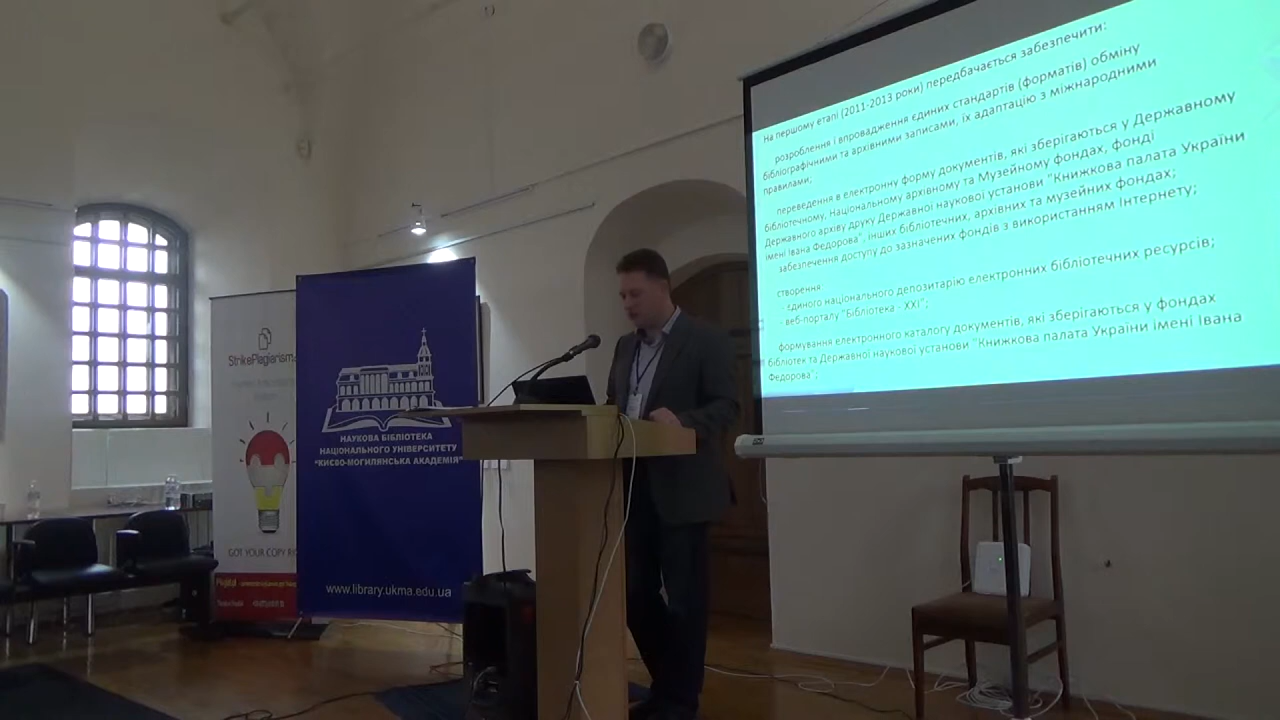 StrikePlagiarism
GOT YOUR COPY
Plagiat
НАУКОВА БІБЛІОТЕКА
НАЦІОНАЛЬНОГО УНІВЕРСИТЕТУ
"КИЄВО-МОГИЛЯНСЬКА АКАДЕМІЯ"
www.library.ukma.edu.ua
На першому етапі (2011-2013 роки) передбачається забезпечити:
розроблення і впровадження єдиних стандартів (форматів) обміну
бібліографічними та архівними записами, їх адаптацію з міжнародними
правилами;
переведення в електронну форму документів, які зберігаються у Державному
бібліотечному, Національному архівному та Музейному фондах, фонді
Державного архіву друку Державної наукової установи "Книжкова палата України
імені Івана Федорова", інших бібліотечних, архівних та музейних фондах;
забезпечення доступу до зазначених фондів з використанням Інтернету;
створення:
- єдиного національного депозитарію електронних бібліотечних ресурсів;
- веб-порталу "Бібліотека - XXI";
формування електронного каталогу документів, які зберігаються у фондах
бібліотек та Державної наукової установи "Книжкова палата України імені Івана
Федорова";